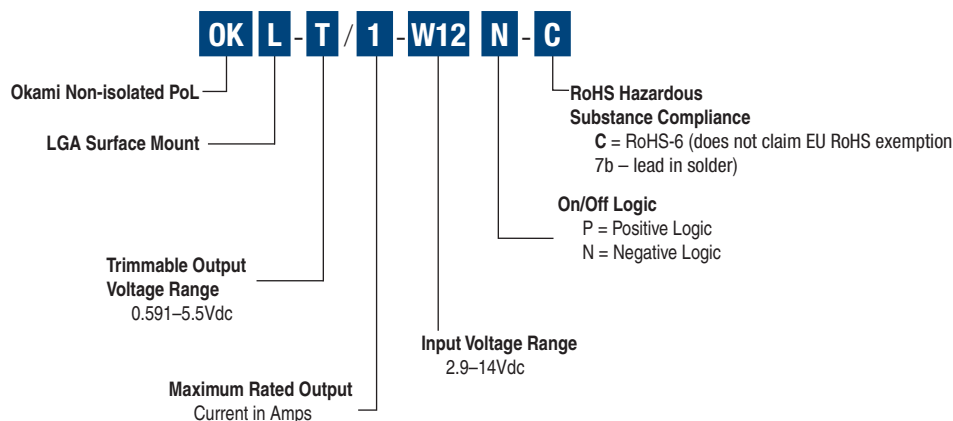 OK L - T / 1 - W12 N - C
Okami Non-isolated PoL
LGA Surface Mount
RoHS Hazardous
Substance Compliance
C = RoHS-6 (does not claim EU RoHS exemption
7b – lead in solder)
On/Off Logic
P = Positive Logic
N = Negative Logic
Trimmable Output
Voltage Range
0.591–5.5Vdc
Input Voltage Range
2.9–14Vdc
Maximum Rated Output
Current in Amps